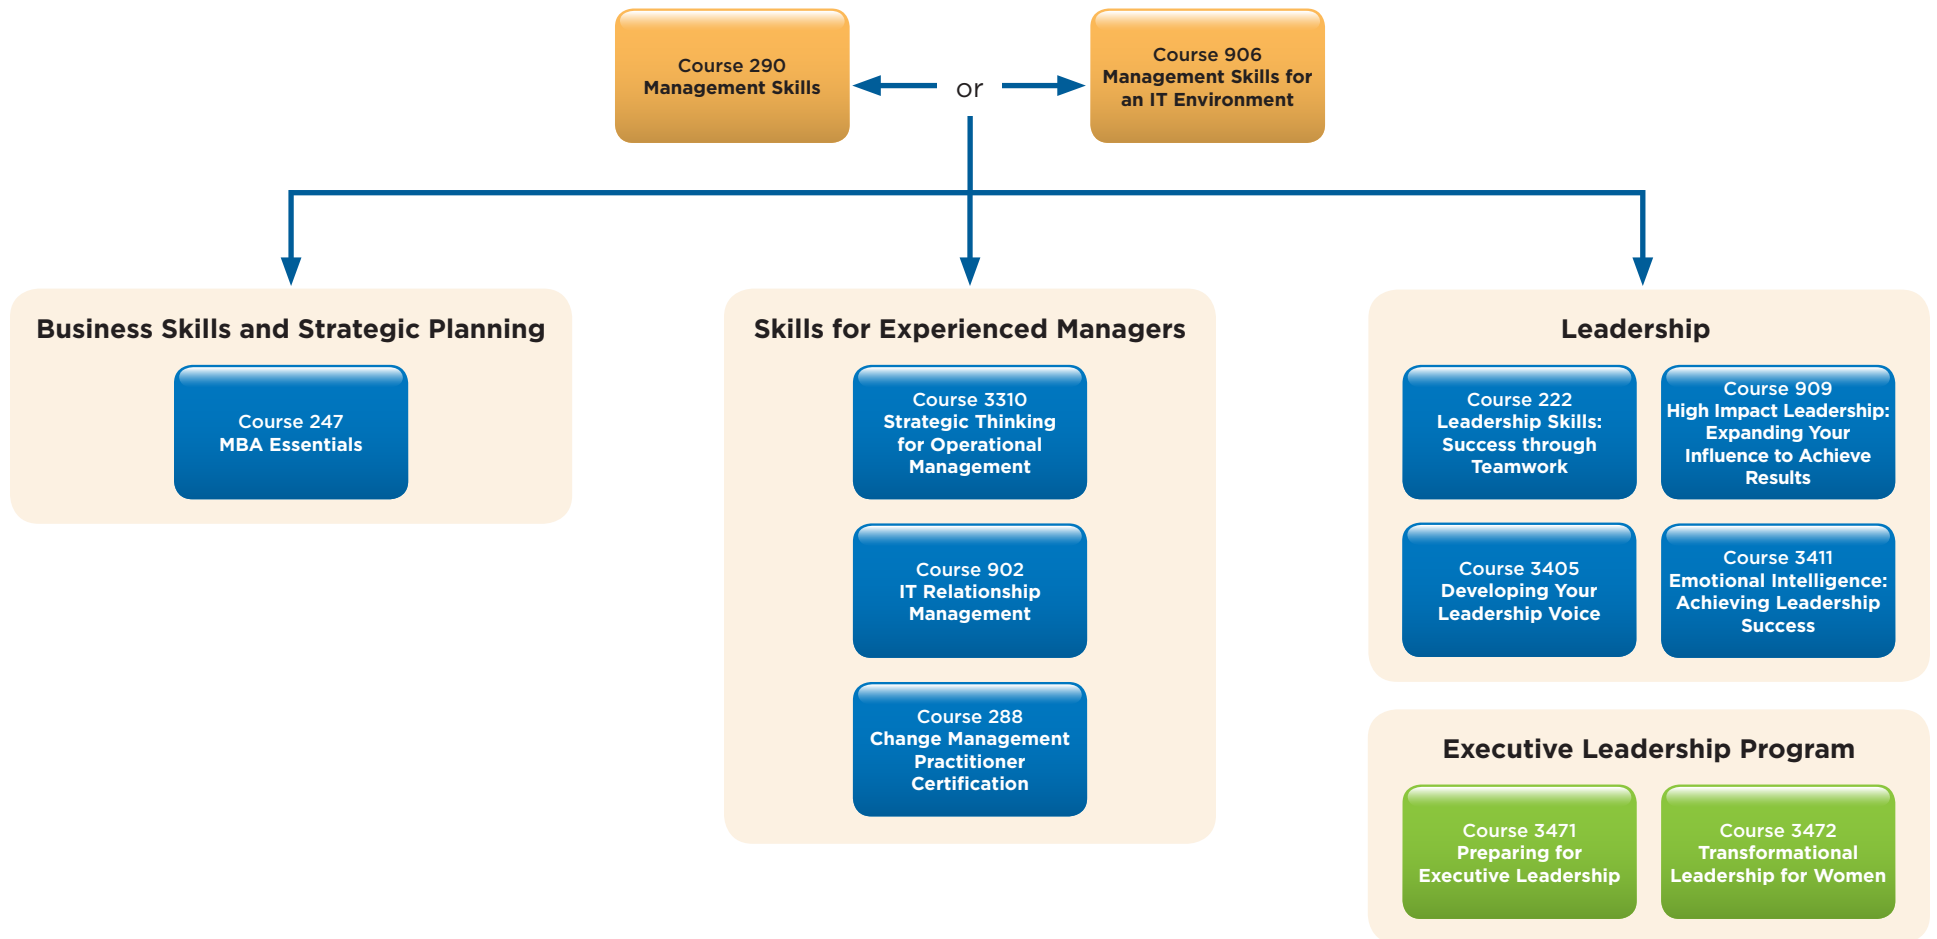 Course 290
Management Skills
or
Course 906
Management Skills for
an IT Environment
Business Skills and Strategic Planning
Course 247
MBA Essentials
Skills for Experienced Managers
Course 3310
Strategic Thinking
for Operational
Management
Course 902
IT Relationship
Management
Course 288
Change Management
Practitioner
Certification
Leadership
Course 222
Leadership Skills:
Success through
Teamwork
Course 909
High Impact Leadership:
Expanding Your
Influence to Achieve
Results
Course 3405
Developing Your
Leadership Voice
Course 3411
Emotional Intelligence:
Achieving Leadership
Success
Executive Leadership Program
Course 3471
Preparing for
Executive Leadership
Course 3472
Transformational
Leadership for Women